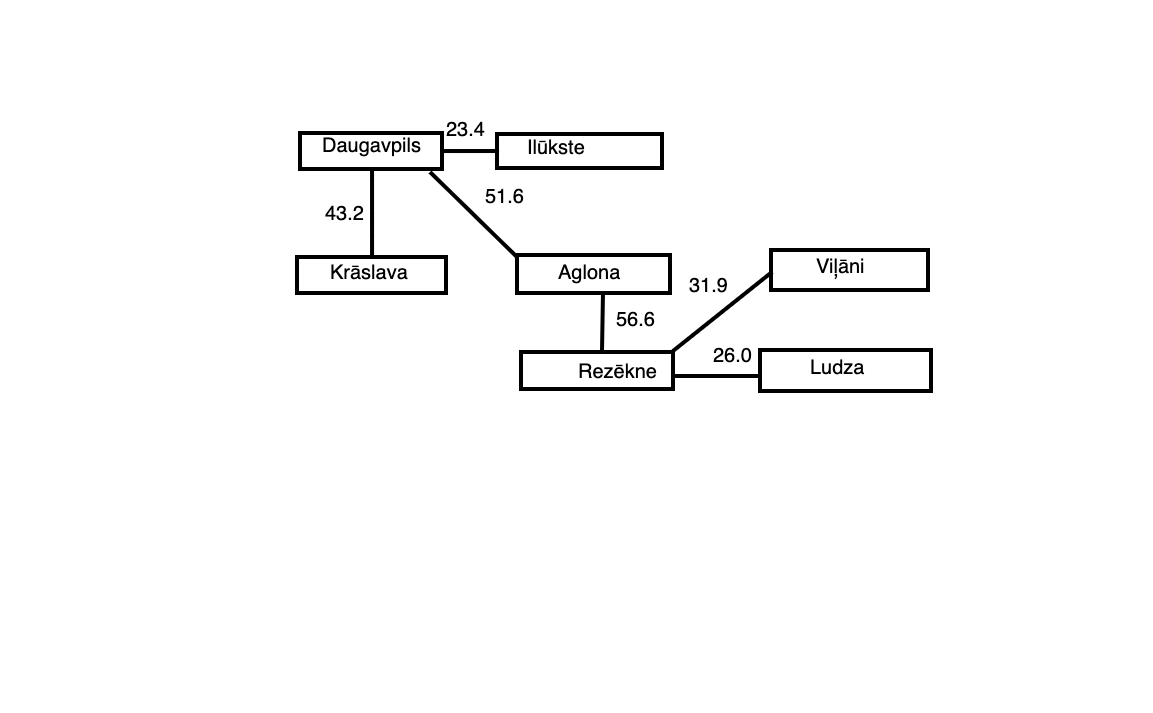 23.4
Daugavpils
Ilūkste
51.6
43.2
Krāslava
Aglona
Viļāni
31.9
56.6
26.0
Rezēkne
Ludza